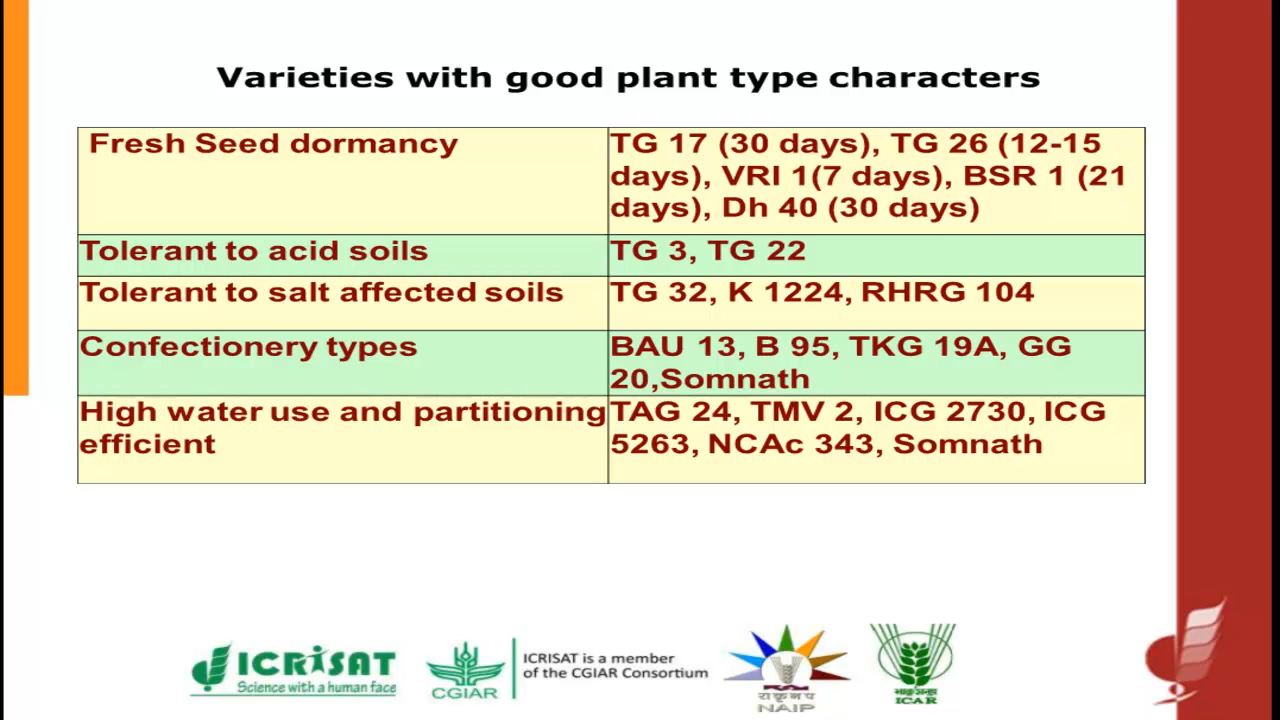 Varieties with good plant type characters
Fresh Seed dormancy
TG 17 (30 days), TG 26 (12-15
days), VRI 1(7 days), BSR 1 (21
days), Dh 40 (30 days)
Tolerant to acid soils
TG 3, TG 22
Tolerant to salt affected soils
TG 32, K 1224, RHRG 104
Confectionery types
BAU 13, B 95, TKG 19A, GG
20,Somnath
High water use and partitioning
efficient
TAG 24, TMV 2, ICG 2730, ICG
5263, NCAc 343, Somnath
ICRISAT
Science with a human face
CGIAR
ICRISAT is a member
of the CGIAR Consortium
NAIP
ICAR